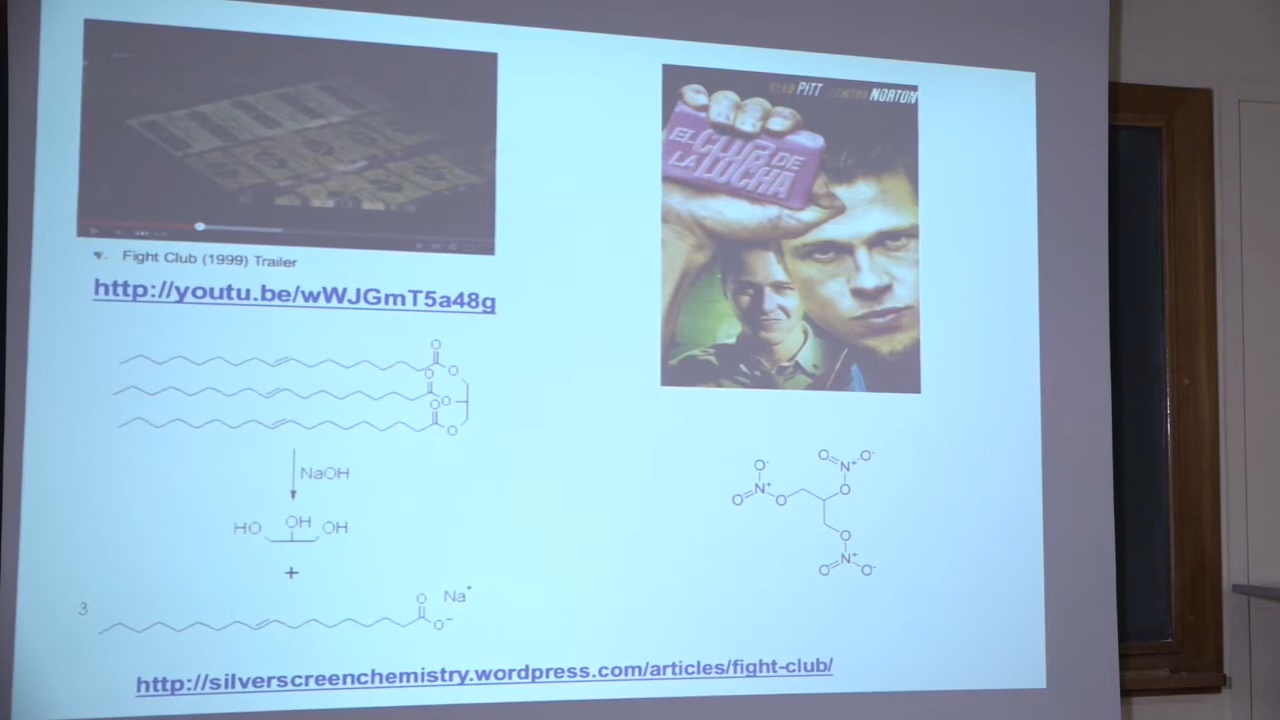 PITT
NORTON
EL CLUB DE
LA LUCHA
Fight Club (1999) Trailer
http://youtu.be/wWJGmT5a48g
O
O
O
O
O
O
NaOH
HO OH OH
+
3
O
Na+
O-
O-
N+
O
O
O
N+
O-
O
O
N+
O
O-
http://silverscreenchemistry.wordpress.com/articles/fight-club/